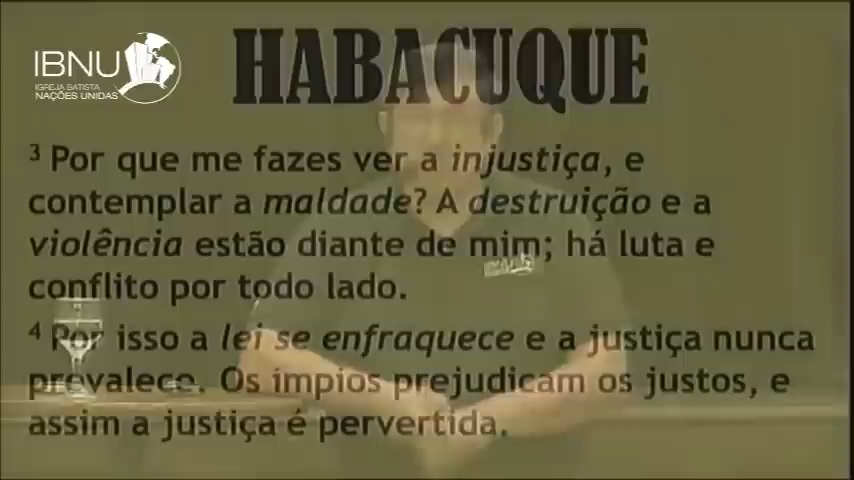 IBNU
IGREJA BATISTA
NAÇÕES UNIDAS
HABACUQUE
3 Por que me fazes ver a injustiça, e
contemplar a maldade? A destruição e a
violência estão diante de mim; há luta e
conflito por todo lado.
4 Por isso a lei se enfraquece e a justiça nunca
prevalece. Os ímpios prejudicam os justos, e
assim a justiça é pervertida.